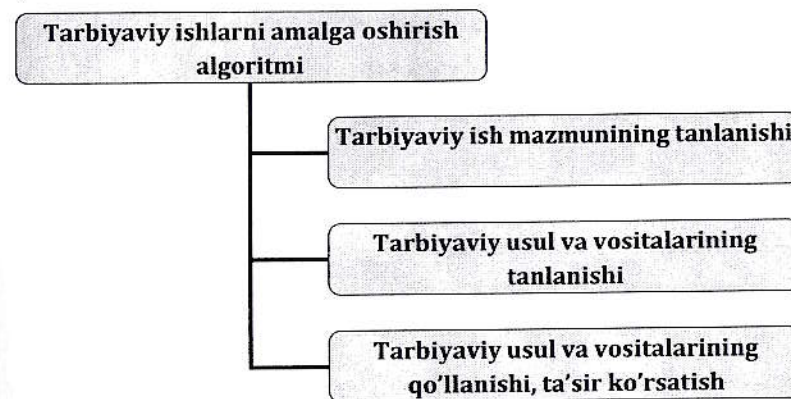 Tarbiyaviy ishlarni amalga oshirish
algoritmi
Tarbiyaviy ish mazmunining tanlanishi
Tarbiyaviy usul va vositalarining
tanlanishi
Tarbiyaviy usul va vositalarining
qo'llanishi, ta'sir ko'rsatish